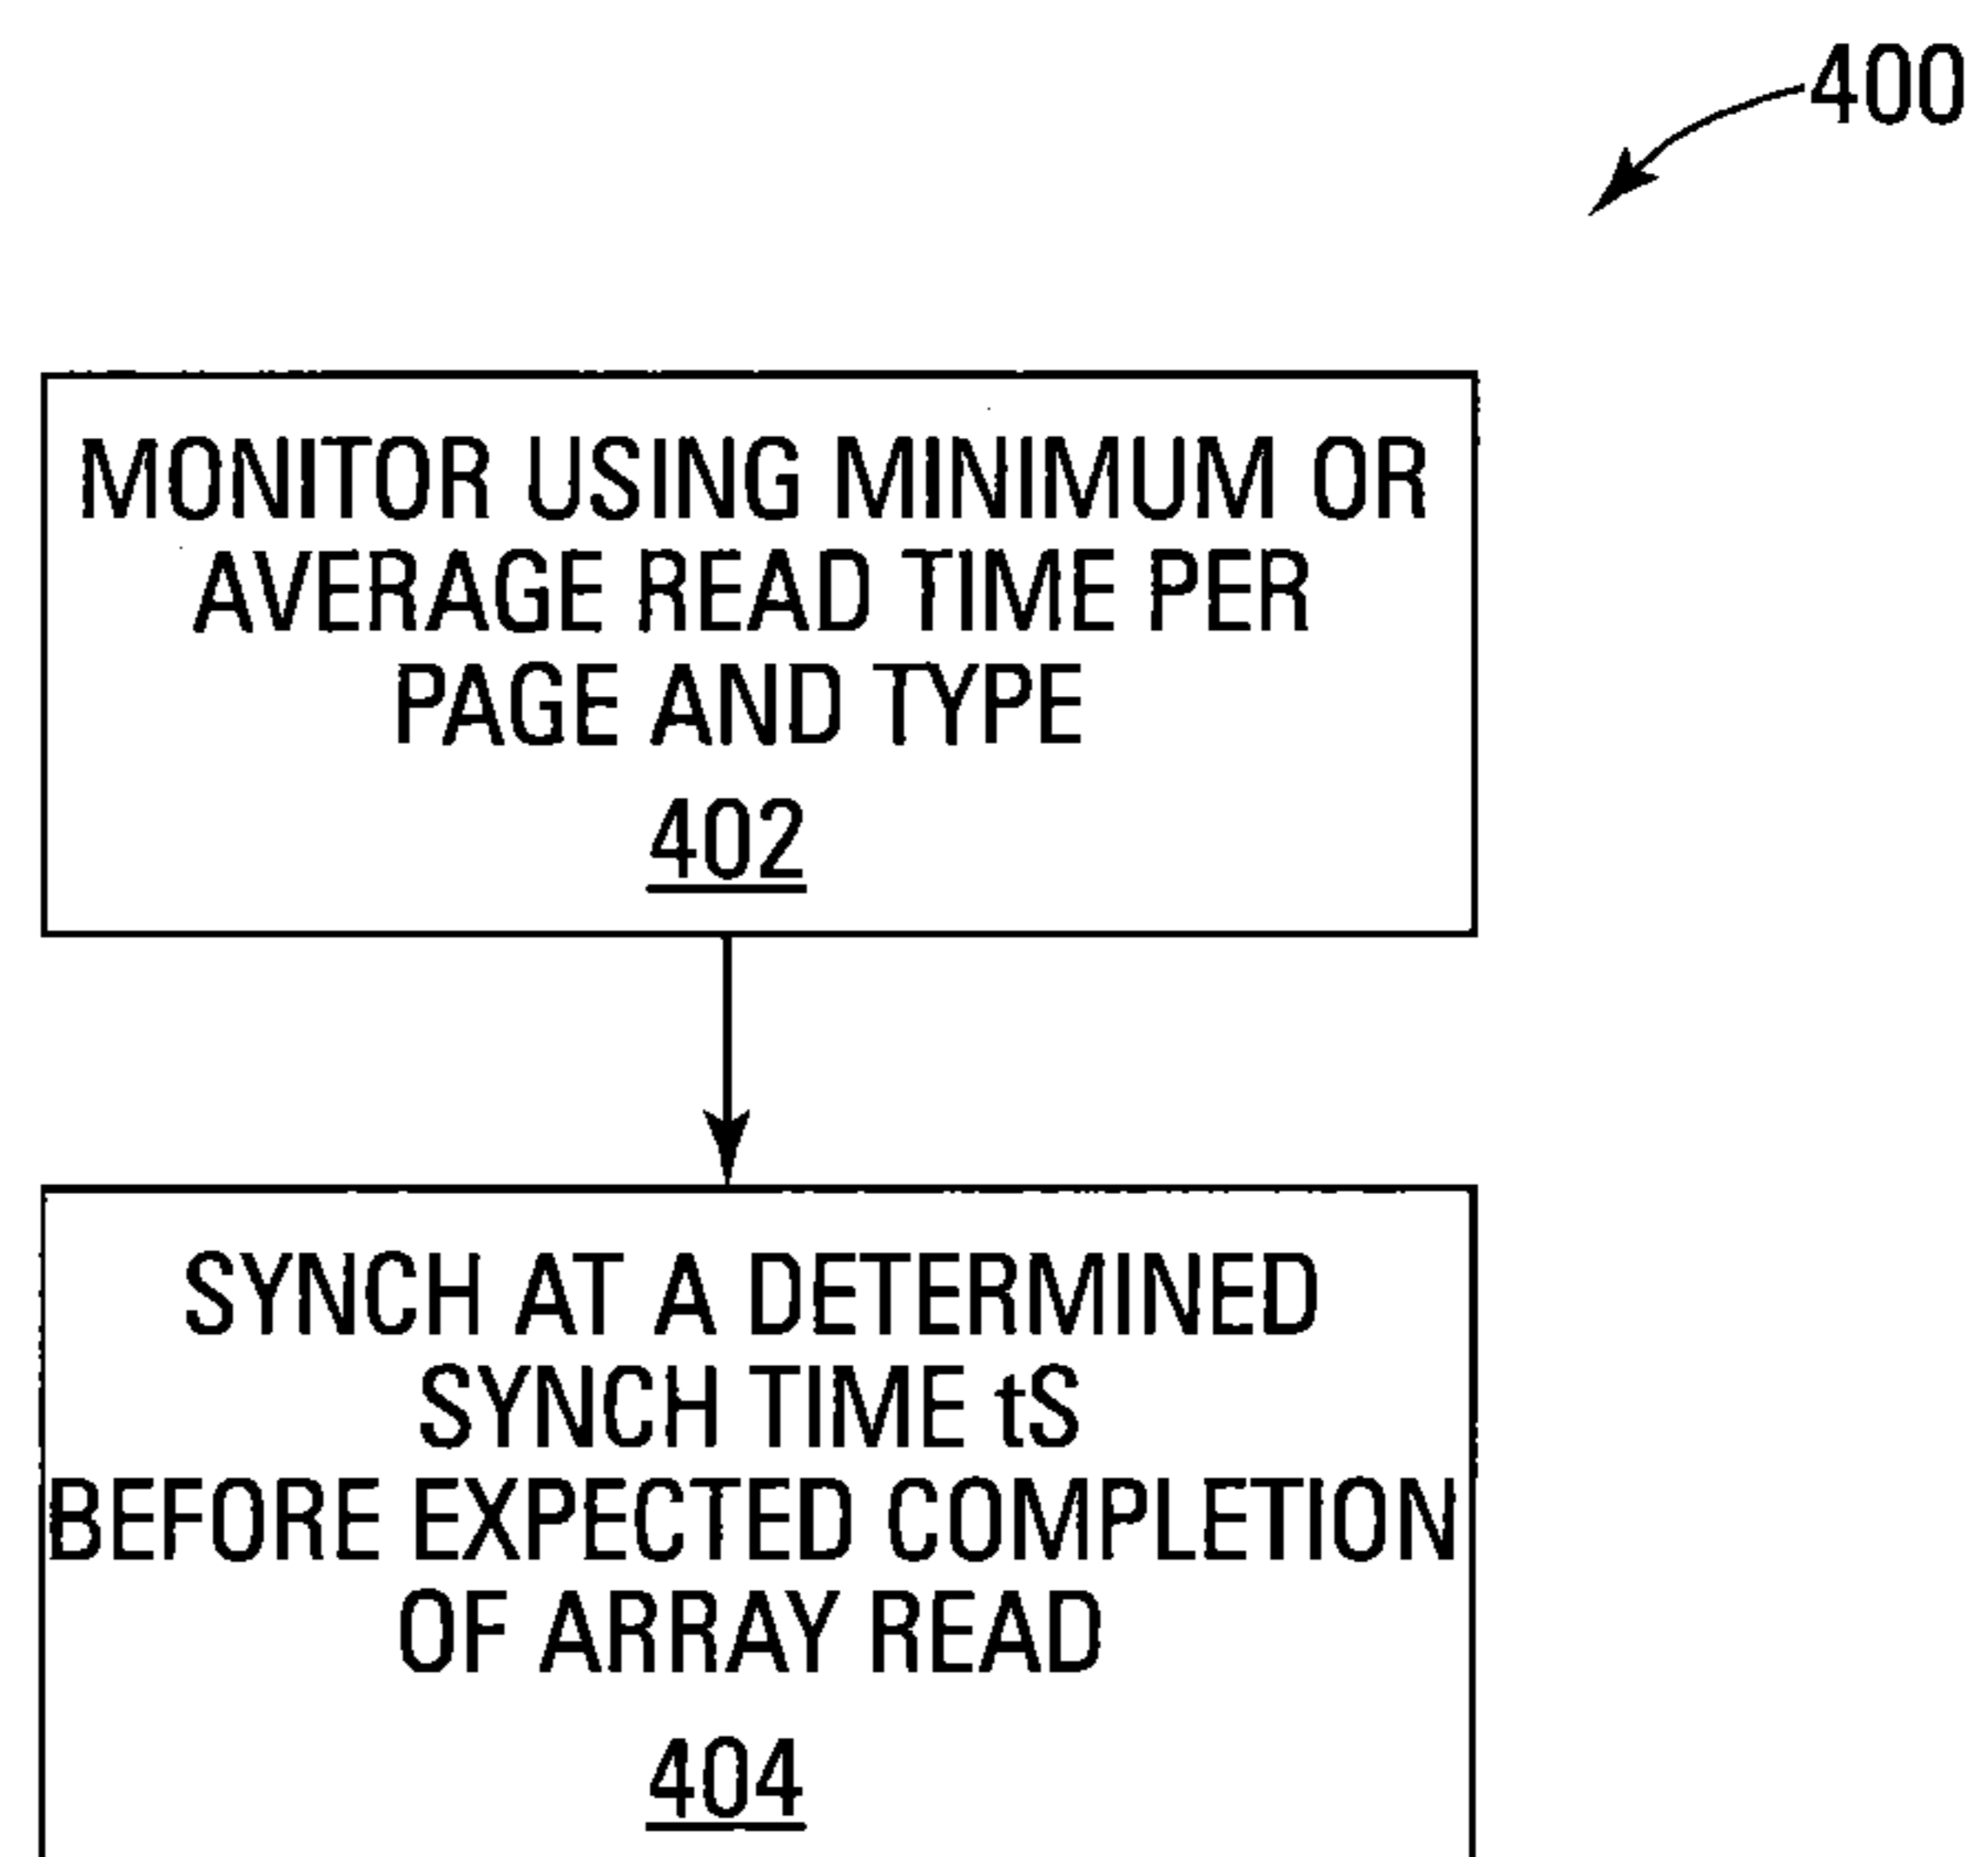 400
MONITOR USING MINIMUM OR
AVERAGE READ TIME PER
PAGE AND TYPE
402
SYNCH AT A DETERMINED
SYNCH TIME tS
BEFORE EXPECTED COMPLETION
OF ARRAY READ
404